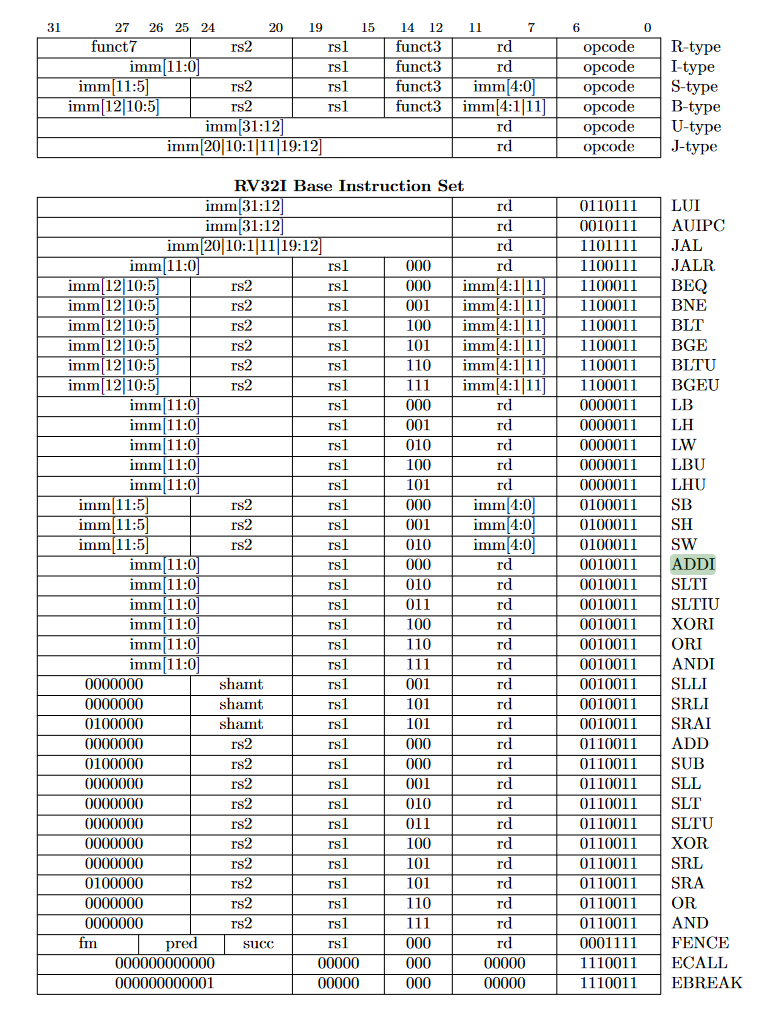 31 27 26 25 24 20 19 15 14 12 11 7 6 0
funct7 rs2 rs1 funct3 rd opcode R-type
imm[11:0] rs1 funct3 rd opcode I-type
imm[11:5] rs2 rs1 funct3 imm[4:0] opcode S-type
imm[12|10:5] rs2 rs1 funct3 imm[4:1|11] opcode B-type
imm[31:12] rd opcode U-type
imm[20|10:1|11|19:12] rd opcode J-type
RV32I Base Instruction Set
imm[31:12] rd 0110111 LUI
imm[31:12] rd 0010111 AUIPC
imm[20|10:1|11|19:12] rd 1101111 JAL
imm[11:0] rs1 000 rd 1100111 JALR
imm[12|10:5] rs2 rs1 000 imm[4:1|11] 1100011 BEQ
imm[12|10:5] rs2 rs1 001 imm[4:1|11] 1100011 BNE
imm[12|10:5] rs2 rs1 100 imm[4:1|11] 1100011 BLT
imm[12|10:5] rs2 rs1 101 imm[4:1|11] 1100011 BGE
imm[12|10:5] rs2 rs1 110 imm[4:1|11] 1100011 BLTU
imm[12|10:5] rs2 rs1 111 imm[4:1|11] 1100011 BGEU
imm[11:0] rs1 000 rd 0000011 LB
imm[11:0] rs1 001 rd 0000011 LH
imm[11:0] rs1 010 rd 0000011 LW
imm[11:0] rs1 100 rd 0000011 LBU
imm[11:0] rs1 101 rd 0000011 LHU
imm[11:5] rs2 rs1 000 imm[4:0] 0100011 SB
imm[11:5] rs2 rs1 001 imm[4:0] 0100011 SH
imm[11:5] rs2 rs1 010 imm[4:0] 0100011 SW
imm[11:0] rs1 000 rd 0010011 ADDI
imm[11:0] rs1 010 rd 0010011 SLTI
imm[11:0] rs1 011 rd 0010011 SLTIU
imm[11:0] rs1 100 rd 0010011 XORI
imm[11:0] rs1 110 rd 0010011 ORI
imm[11:0] rs1 111 rd 0010011 ANDI
0000000 shamt rs1 001 rd 0010011 SLLI
0000000 shamt rs1 101 rd 0010011 SRLI
0100000 shamt rs1 101 rd 0010011 SRAI
0000000 rs2 rs1 000 rd 0110011 ADD
0100000 rs2 rs1 000 rd 0110011 SUB
0000000 rs2 rs1 001 rd 0110011 SLL
0000000 rs2 rs1 010 rd 0110011 SLT
0000000 rs2 rs1 011 rd 0110011 SLTU
0000000 rs2 rs1 100 rd 0110011 XOR
0000000 rs2 rs1 101 rd 0110011 SRL
0100000 rs2 rs1 101 rd 0110011 SRA
0000000 rs2 rs1 110 rd 0110011 OR
0000000 rs2 rs1 111 rd 0110011 AND
fm pred succ rs1 000 rd 0001111 FENCE
000000000000 00000 000 00000 1110011 ECALL
000000000001 00000 000 00000 1110011 EBREAK